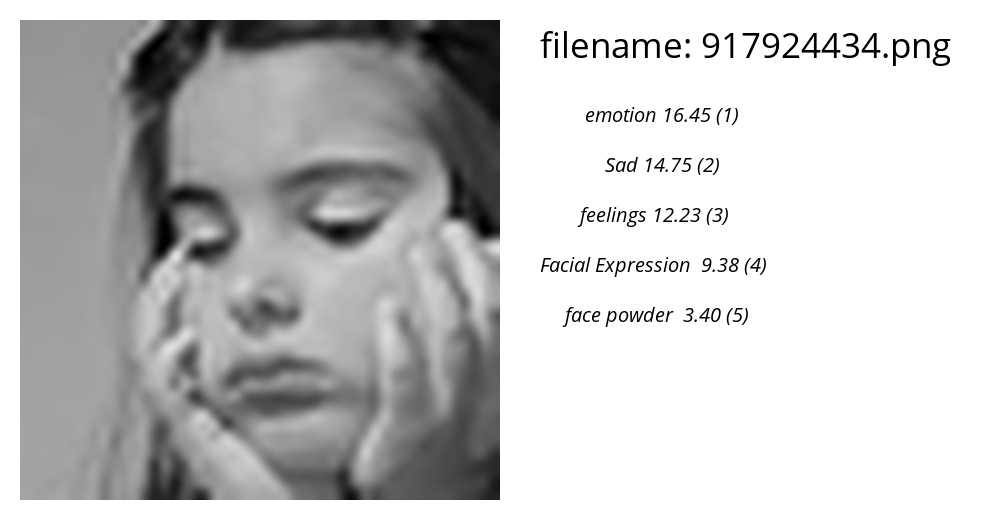 filename: 917924434.png
emotion 16.45 (1)
Sad 14.75 (2)
feelings 12.23 (3)
Facial Expression  9.38 (4)
face powder  3.40 (5)